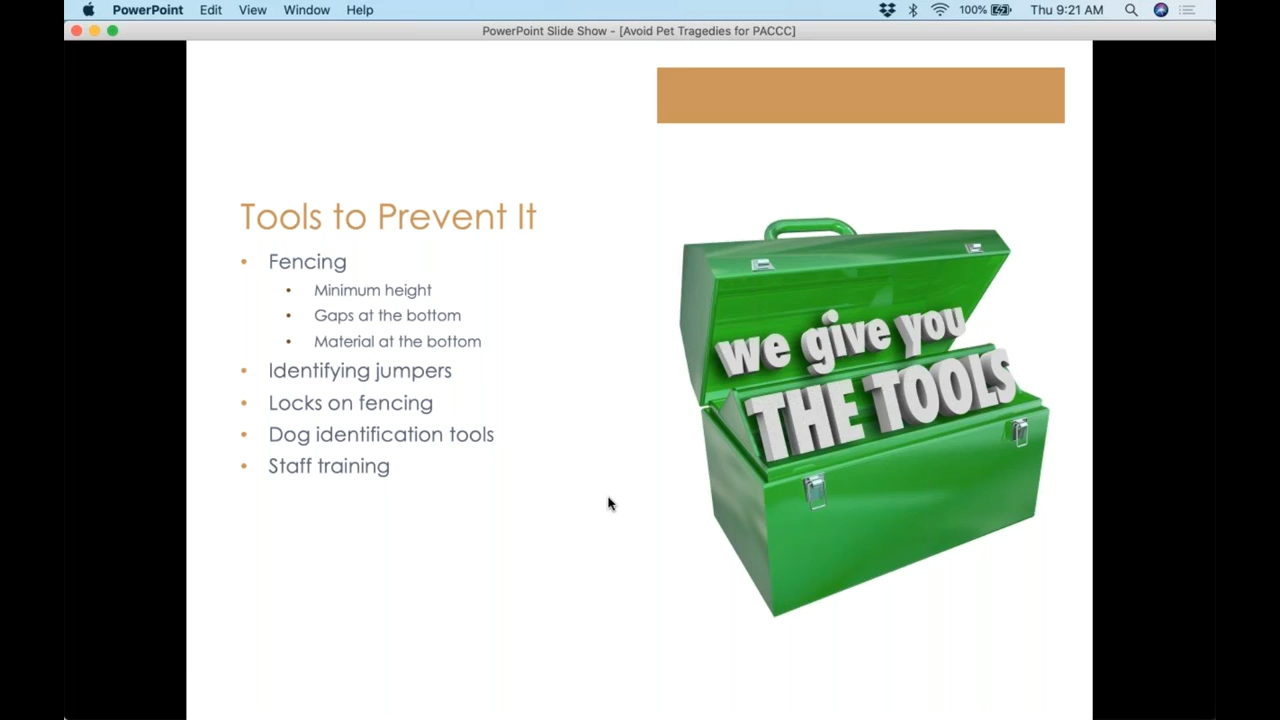 PowerPoint Edit View Window Help 100% Thu 9:21 AM
PowerPoint Slide Show - [Avoid Pet Tragedies for PACCC]
Tools to Prevent It
• Fencing
• Minimum height
• Gaps at the bottom
• Material at the bottom
• Identifying jumpers
• Locks on fencing
• Dog identification tools
• Staff training
we give you
THE TOOLS